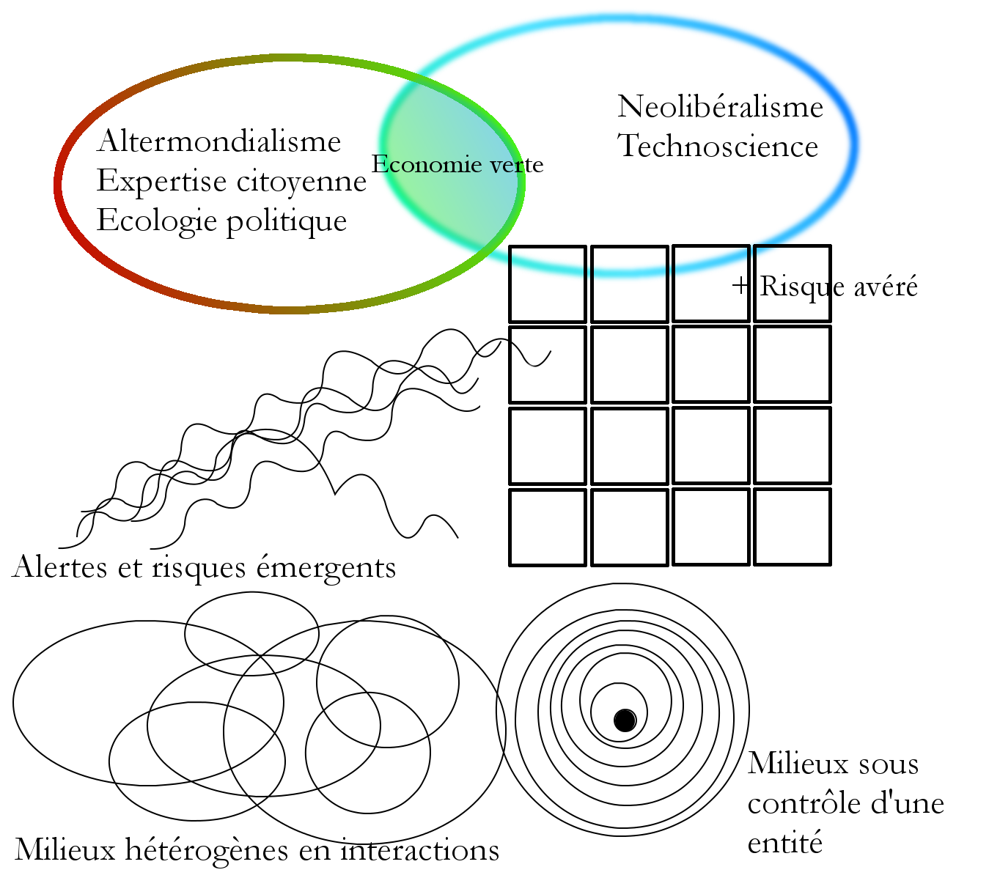 Neolibéralisme
Technoscience
Altermondialisme
Expertise citoyenne
Ecologie politique
Economie verte
+ Risque avéré
Alertes et risques émergents
Milieux sous
contrôle d'une
entité
Milieux hétérogènes en interactions